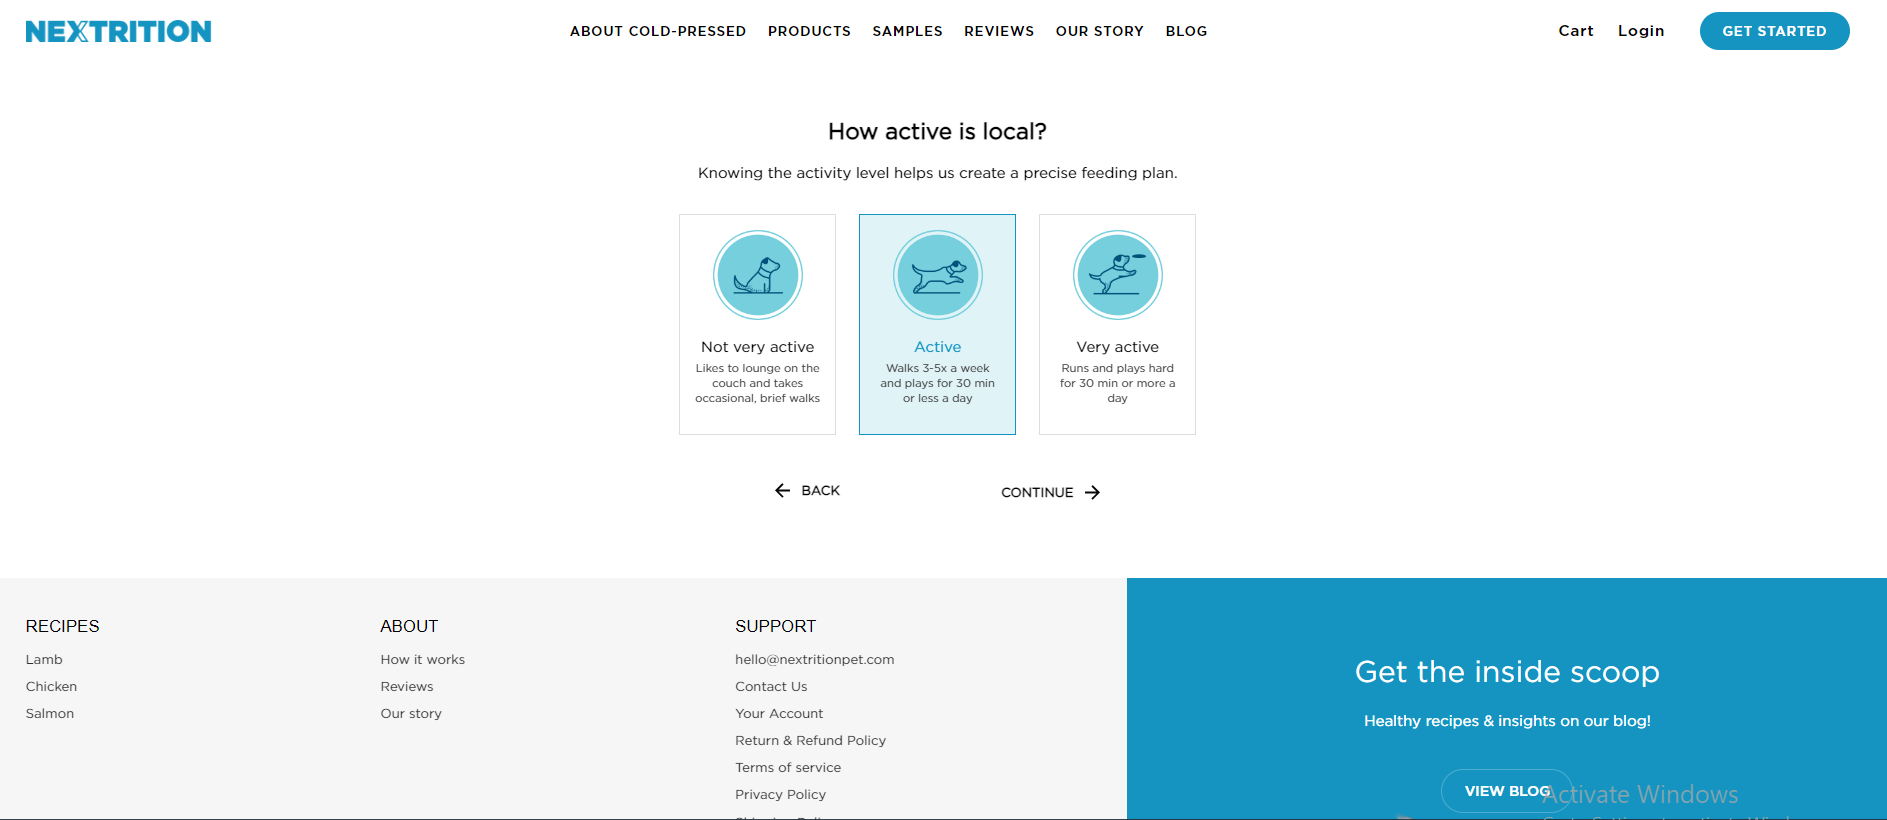 NEXTRITION
ABOUT COLD-PRESSED PRODUCTS SAMPLES REVIEWS OUR STORY BLOG
Cart Login GET STARTED
How active is local?
Knowing the activity level helps us create a precise feeding plan.
Not very active
Likes to lounge on the
couch and takes
occasional, brief walks
Active
Walks 3-5x a week
and plays for 30 min
or less a day
Very active
Runs and plays hard
for 30 min or more a
day
BACK
CONTINUE
RECIPES
Lamb
Chicken
Salmon
ABOUT
How it works
Reviews
Our story
SUPPORT
hello@nextritionpet.com
Contact Us
Your Account
Return & Refund Policy
Terms of service
Privacy Policy
Get the inside scoop
Healthy recipes & insights on our blog!
VIEW BLOG
Activate Windows